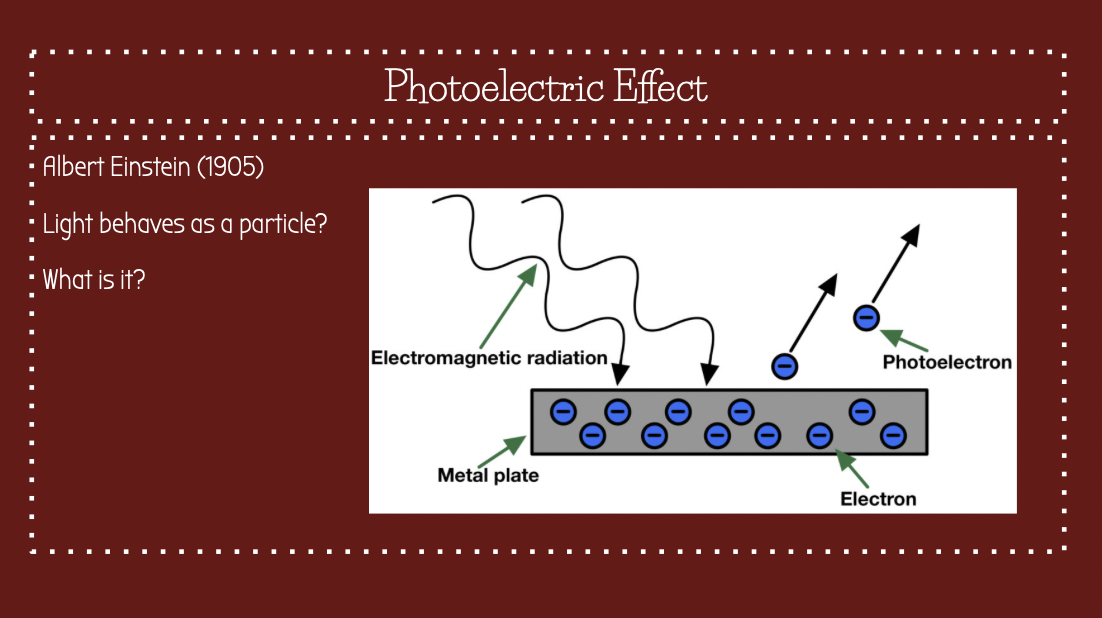 Photoelectric Effect
Albert Einstein (1905)
Light behaves as a particle?
What is it?
Electromagnetic radiation
Photoelectron
Metal plate
Electron